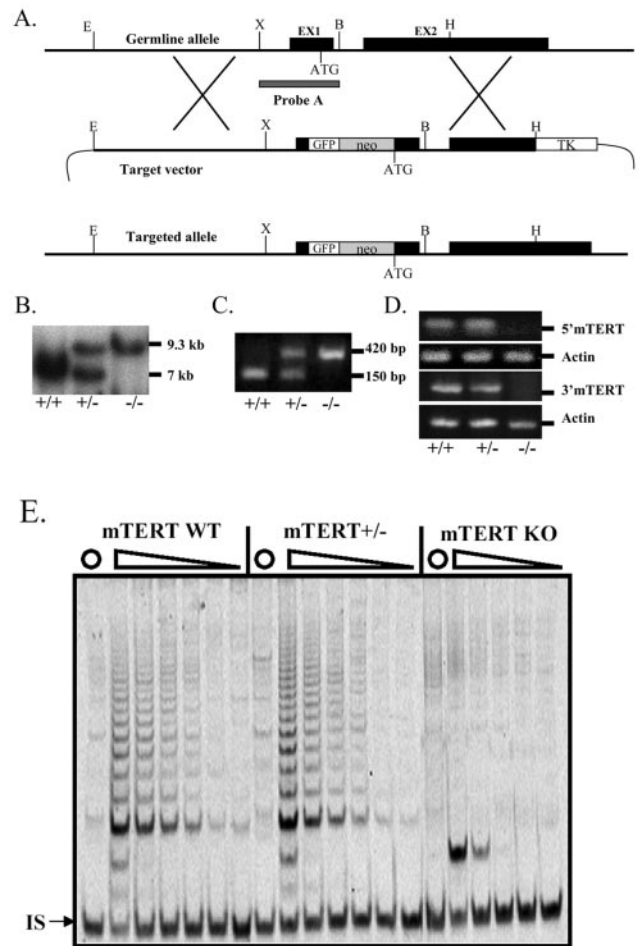 A.
E Germline allele X EX1 B EX2 H
ATG
Probe A
E X GFP neo B H TK
Target vector ATG
E Targeted allele X GFP neo B H
ATG
B.
9.3 kb
7 kb
+/+ +/- -/-
C.
420 bp
150 bp
+/+ +/- -/-
D.
5'mTERT
Actin
3'mTERT
Actin
+/+ +/- -/-
E.
mTERT WT mTERT+/- mTERT KO
IS